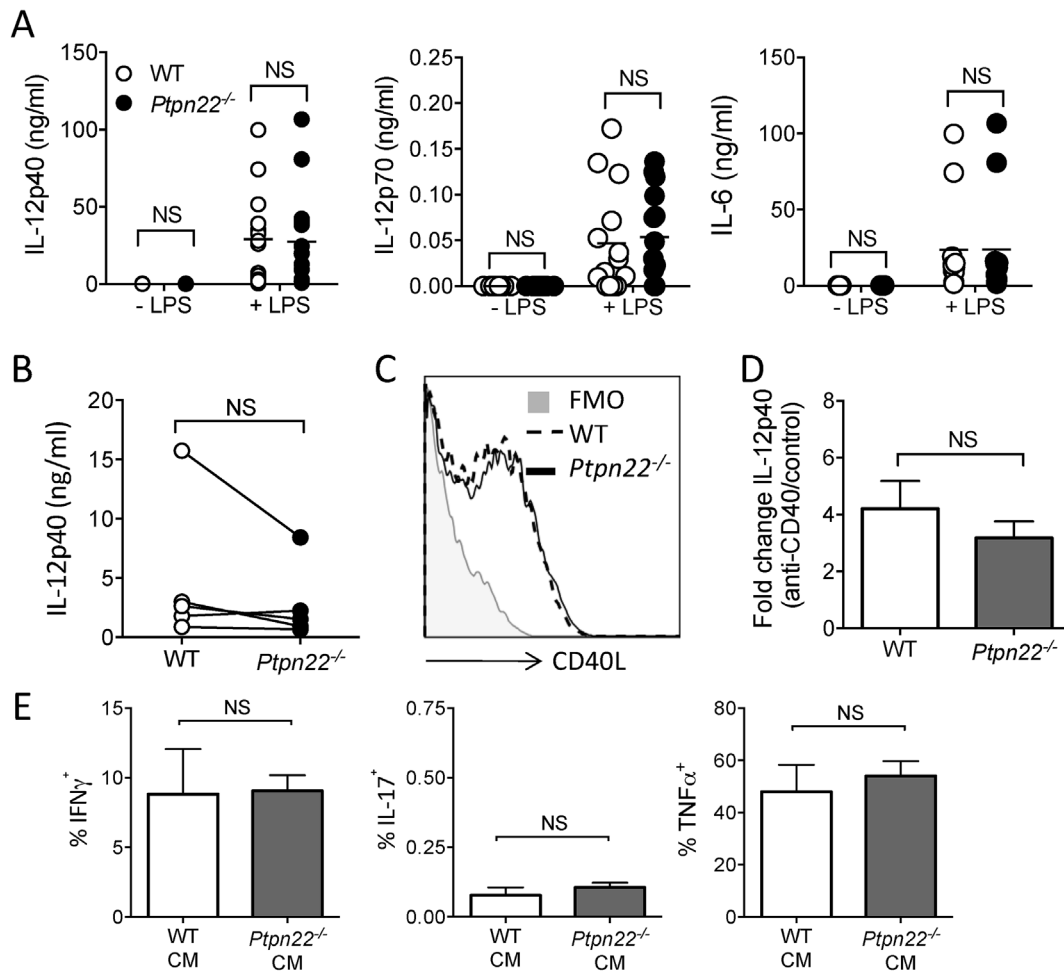 A
IL-12p40 (ng/ml)
150
100
50
0
WT
Ptpn22-/-
NS
NS
- LPS
+ LPS
IL-12p70 (ng/ml)
0.25
0.20
0.15
0.10
0.05
0.00
NS
NS
- LPS
+ LPS
IL-6 (ng/ml)
150
100
50
0
NS
NS
- LPS
+ LPS
B
IL-12p40 (ng/ml)
20
15
10
5
0
NS
WT
Ptpn22-/-
C
FMO
WT
Ptpn22-/-
CD40L
D
Fold change IL-12p40
(anti-CD40/control)
8
6
4
2
0
NS
WT
Ptpn22-/-
E
% IFNγ+
15
10
5
0
NS
WT
CM
Ptpn22-/-
CM
% IL-17+
0.75
0.50
0.25
0.00
NS
WT
CM
Ptpn22-/-
CM
% TNFα+
80
60
40
20
0
NS
WT
CM
Ptpn22-/-
CM